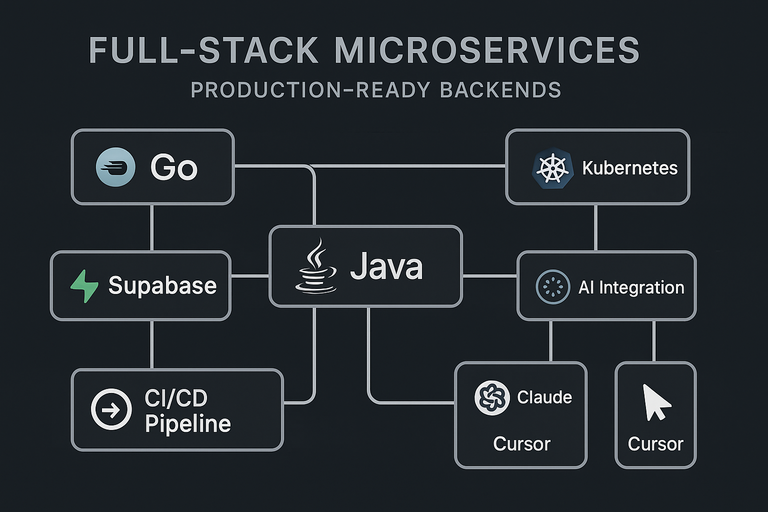 FULL-STACK MICROSERVICES
PRODUCTION-READY BACKENDS
Go
Kubernetes
Supabase
Java
AI Integration
CI/CD
Pipeline
Claude
Cursor
Cursor